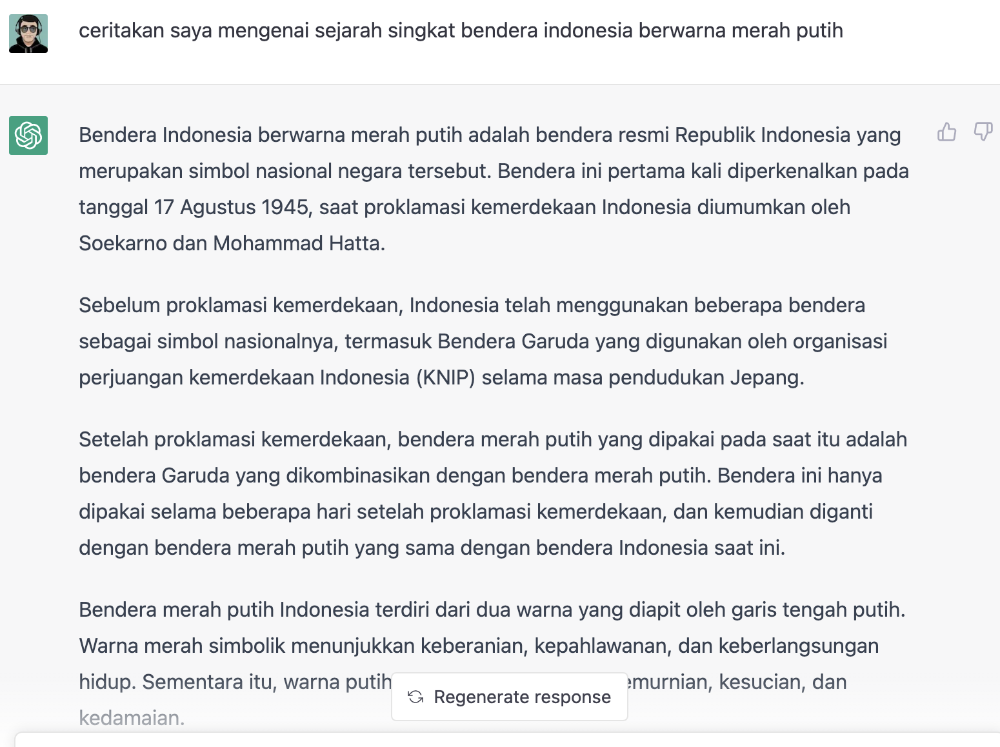 ceritakan saya mengenai sejarah singkat bendera indonesia berwarna merah putih
Bendera Indonesia berwarna merah putih adalah bendera resmi Republik Indonesia yang
merupakan simbol nasional negara tersebut. Bendera ini pertama kali diperkenalkan pada
tanggal 17 Agustus 1945, saat proklamasi kemerdekaan Indonesia diumumkan oleh
Soekarno dan Mohammad Hatta.
Sebelum proklamasi kemerdekaan, Indonesia telah menggunakan beberapa bendera
sebagai simbol nasionalnya, termasuk Bendera Garuda yang digunakan oleh organisasi
perjuangan kemerdekaan Indonesia (KNIP) selama masa pendudukan Jepang.
Setelah proklamasi kemerdekaan, bendera merah putih yang dipakai pada saat itu adalah
bendera Garuda yang dikombinasikan dengan bendera merah putih. Bendera ini hanya
dipakai selama beberapa hari setelah proklamasi kemerdekaan, dan kemudian diganti
dengan bendera merah putih yang sama dengan bendera Indonesia saat ini.
Bendera merah putih Indonesia terdiri dari dua warna yang diapit oleh garis tengah putih.
Warna merah simbolik menunjukkan keberanian, kepahlawanan, dan keberlangsungan
hidup. Sementara itu, warna putih emurnian, kesucian, dan
kedamaian.
Regenerate response